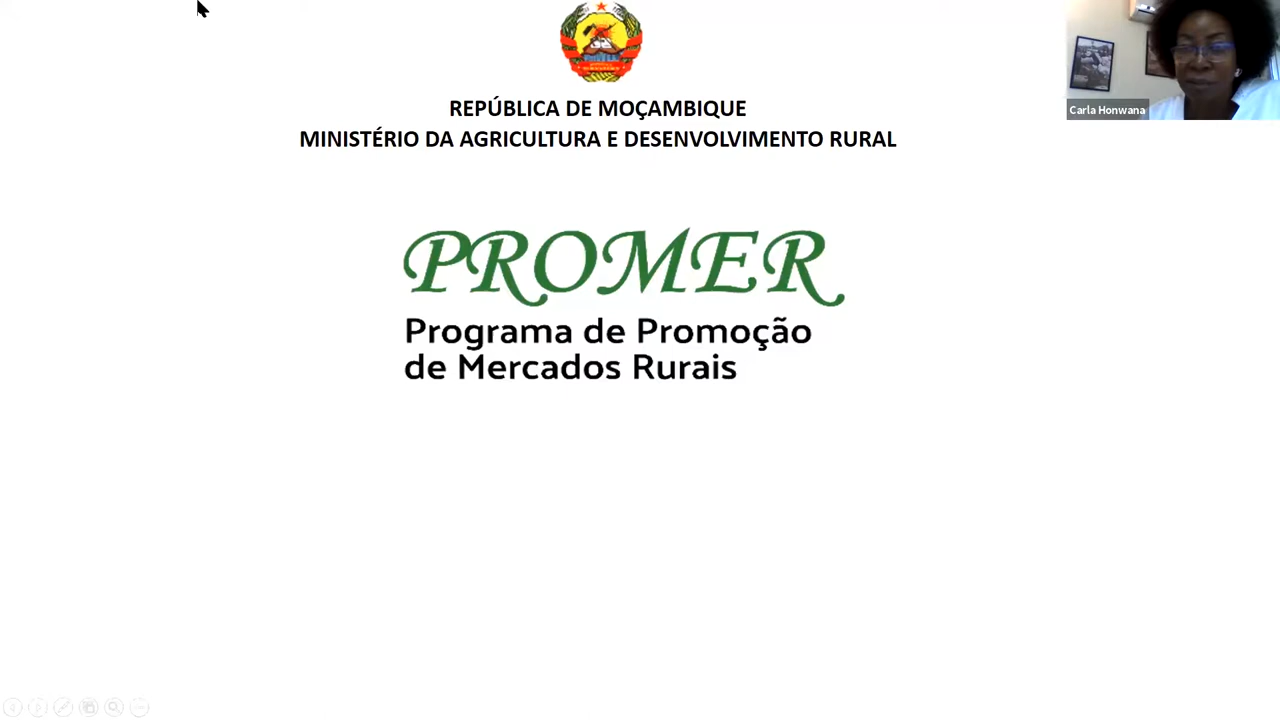 REPÚBLICA DE MOÇAMBIQUE
MINISTÉRIO DA AGRICULTURA E DESENVOLVIMENTO RURAL
Carla Honwana
PROMER
Programa de Promoção
de Mercados Rurais